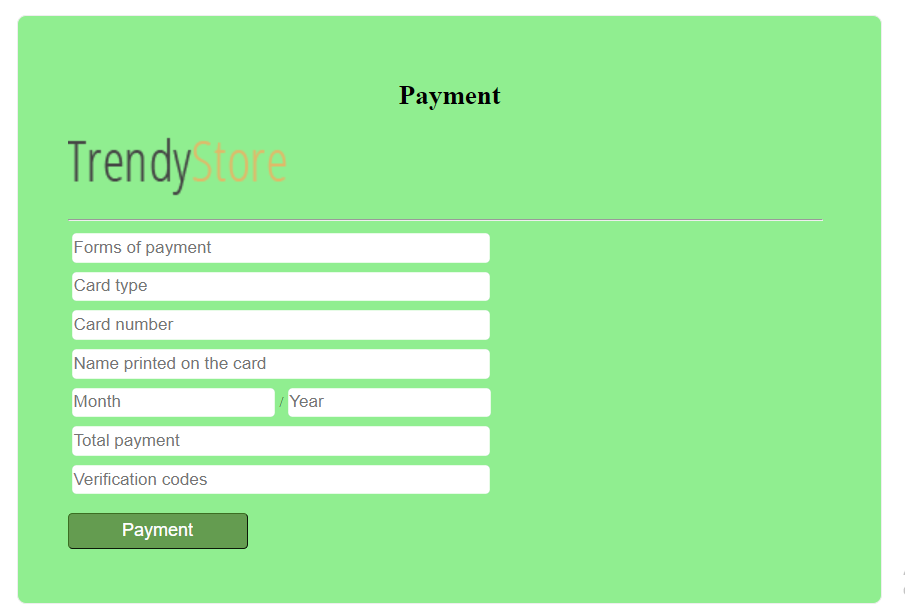 Payment
TrendyStore
Forms of payment
Card type
Card number
Name printed on the card
Month / Year
Total payment
Verification codes
Payment